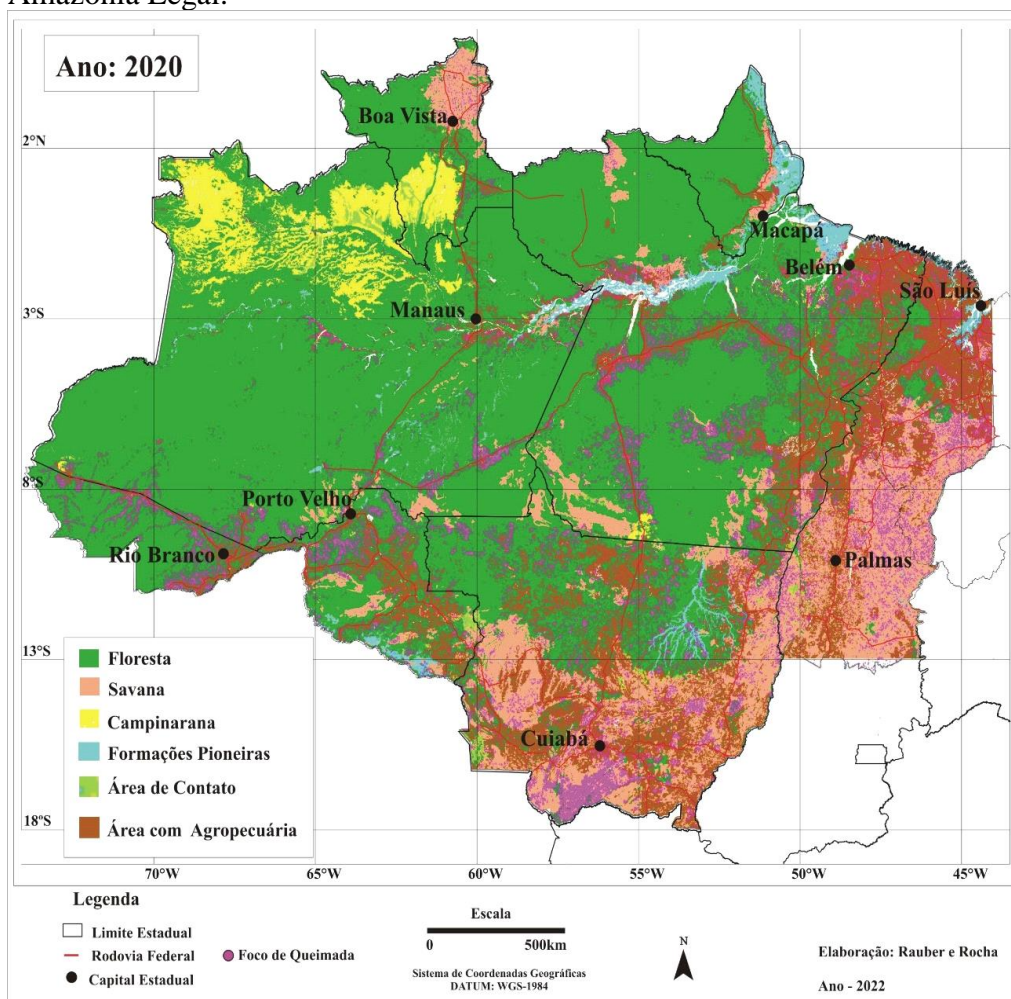 Amazônia Legal.
Ano: 2020
Boa Vista
2°N
Macapá
Belém
São Luís
Manaus
3°S
8°S
Porto Velho
Rio Branco
Palmas
Floresta
13°S
Savana
Campinarana
Formações Pioneiras
Cuiabá
Área de Contato
Área com Agropecuária
18°S
70°W 65°W 60°W 55°W 50°W 45°W
Legenda
Limite Estadual
Rodovia Federal
Foco de Queimada
Capital Estadual
Escala
0 500km
Sistema de Coordenadas Geográficas
DATUM: WGS-1984
N
Elaboração: Rauber e Rocha
Ano - 2022